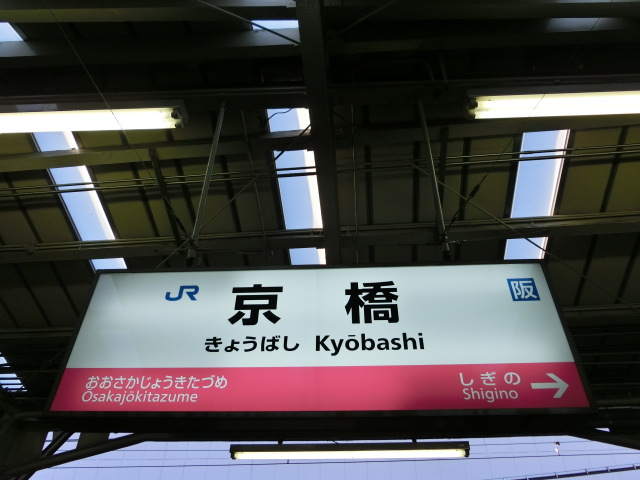 JR 京橋 阪
きょうばし Kyōbashi
おおさかじょうきたづめ しぎの
Osakajōkitazume Shigino